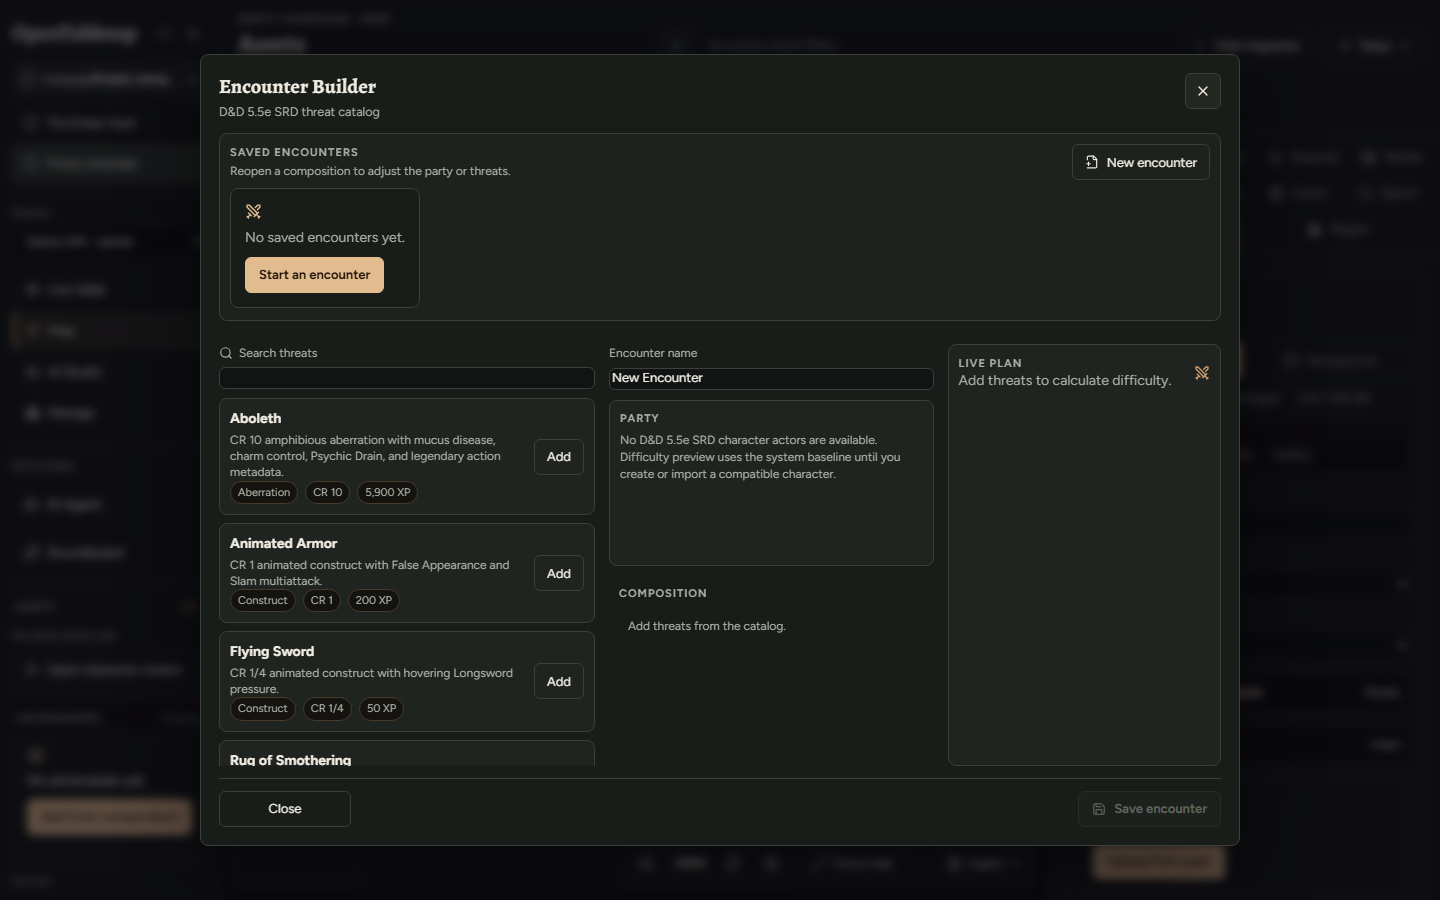 Assets
Encounter Builder
D&D 5.5e SRD threat catalog
SAVED ENCOUNTERS
Reopen a composition to adjust the party or threats.
New encounter
No saved encounters yet.
Start an encounter
Search threats
Aboleth
CR 10 amphibious aberration with mucus disease,
charm control, Psychic Drain, and legendary action
metadata.
Add
Aberration
CR 10
5,900 XP
Animated Armor
CR 1 animated construct with False Appearance and
Slam multiattack.
Add
Construct
CR 1
200 XP
Flying Sword
CR 1/4 animated construct with hovering Longsword
pressure.
Add
Construct
CR 1/4
50 XP
Rug of Smothering
Encounter name
New Encounter
PARTY
No D&D 5.5e SRD character actors are available.
Difficulty preview uses the system baseline until you
create or import a compatible character.
COMPOSITION
Add threats from the catalog.
LIVE PLAN
Add threats to calculate difficulty.
Close
Save encounter